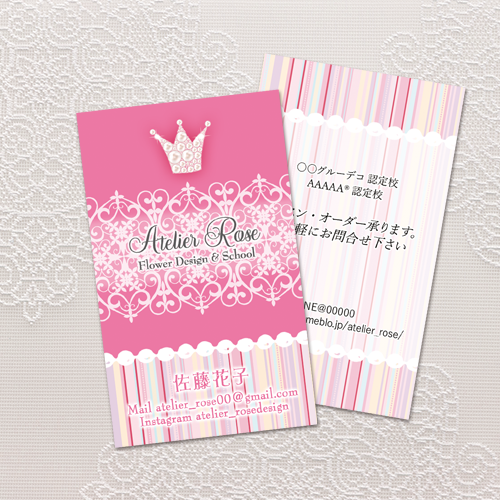 Atelier Rose
Flower Design & School
佐藤花子
Mail atelier_rose00@gmail.com
Instagram atelier_rosedesign
〇〇グルーデコ 認定校
AAAAA® 認定校
ン・オーダー承ります。
軽にお問合せ下さい
NE@00000
meblo.jp/atelier_rose/